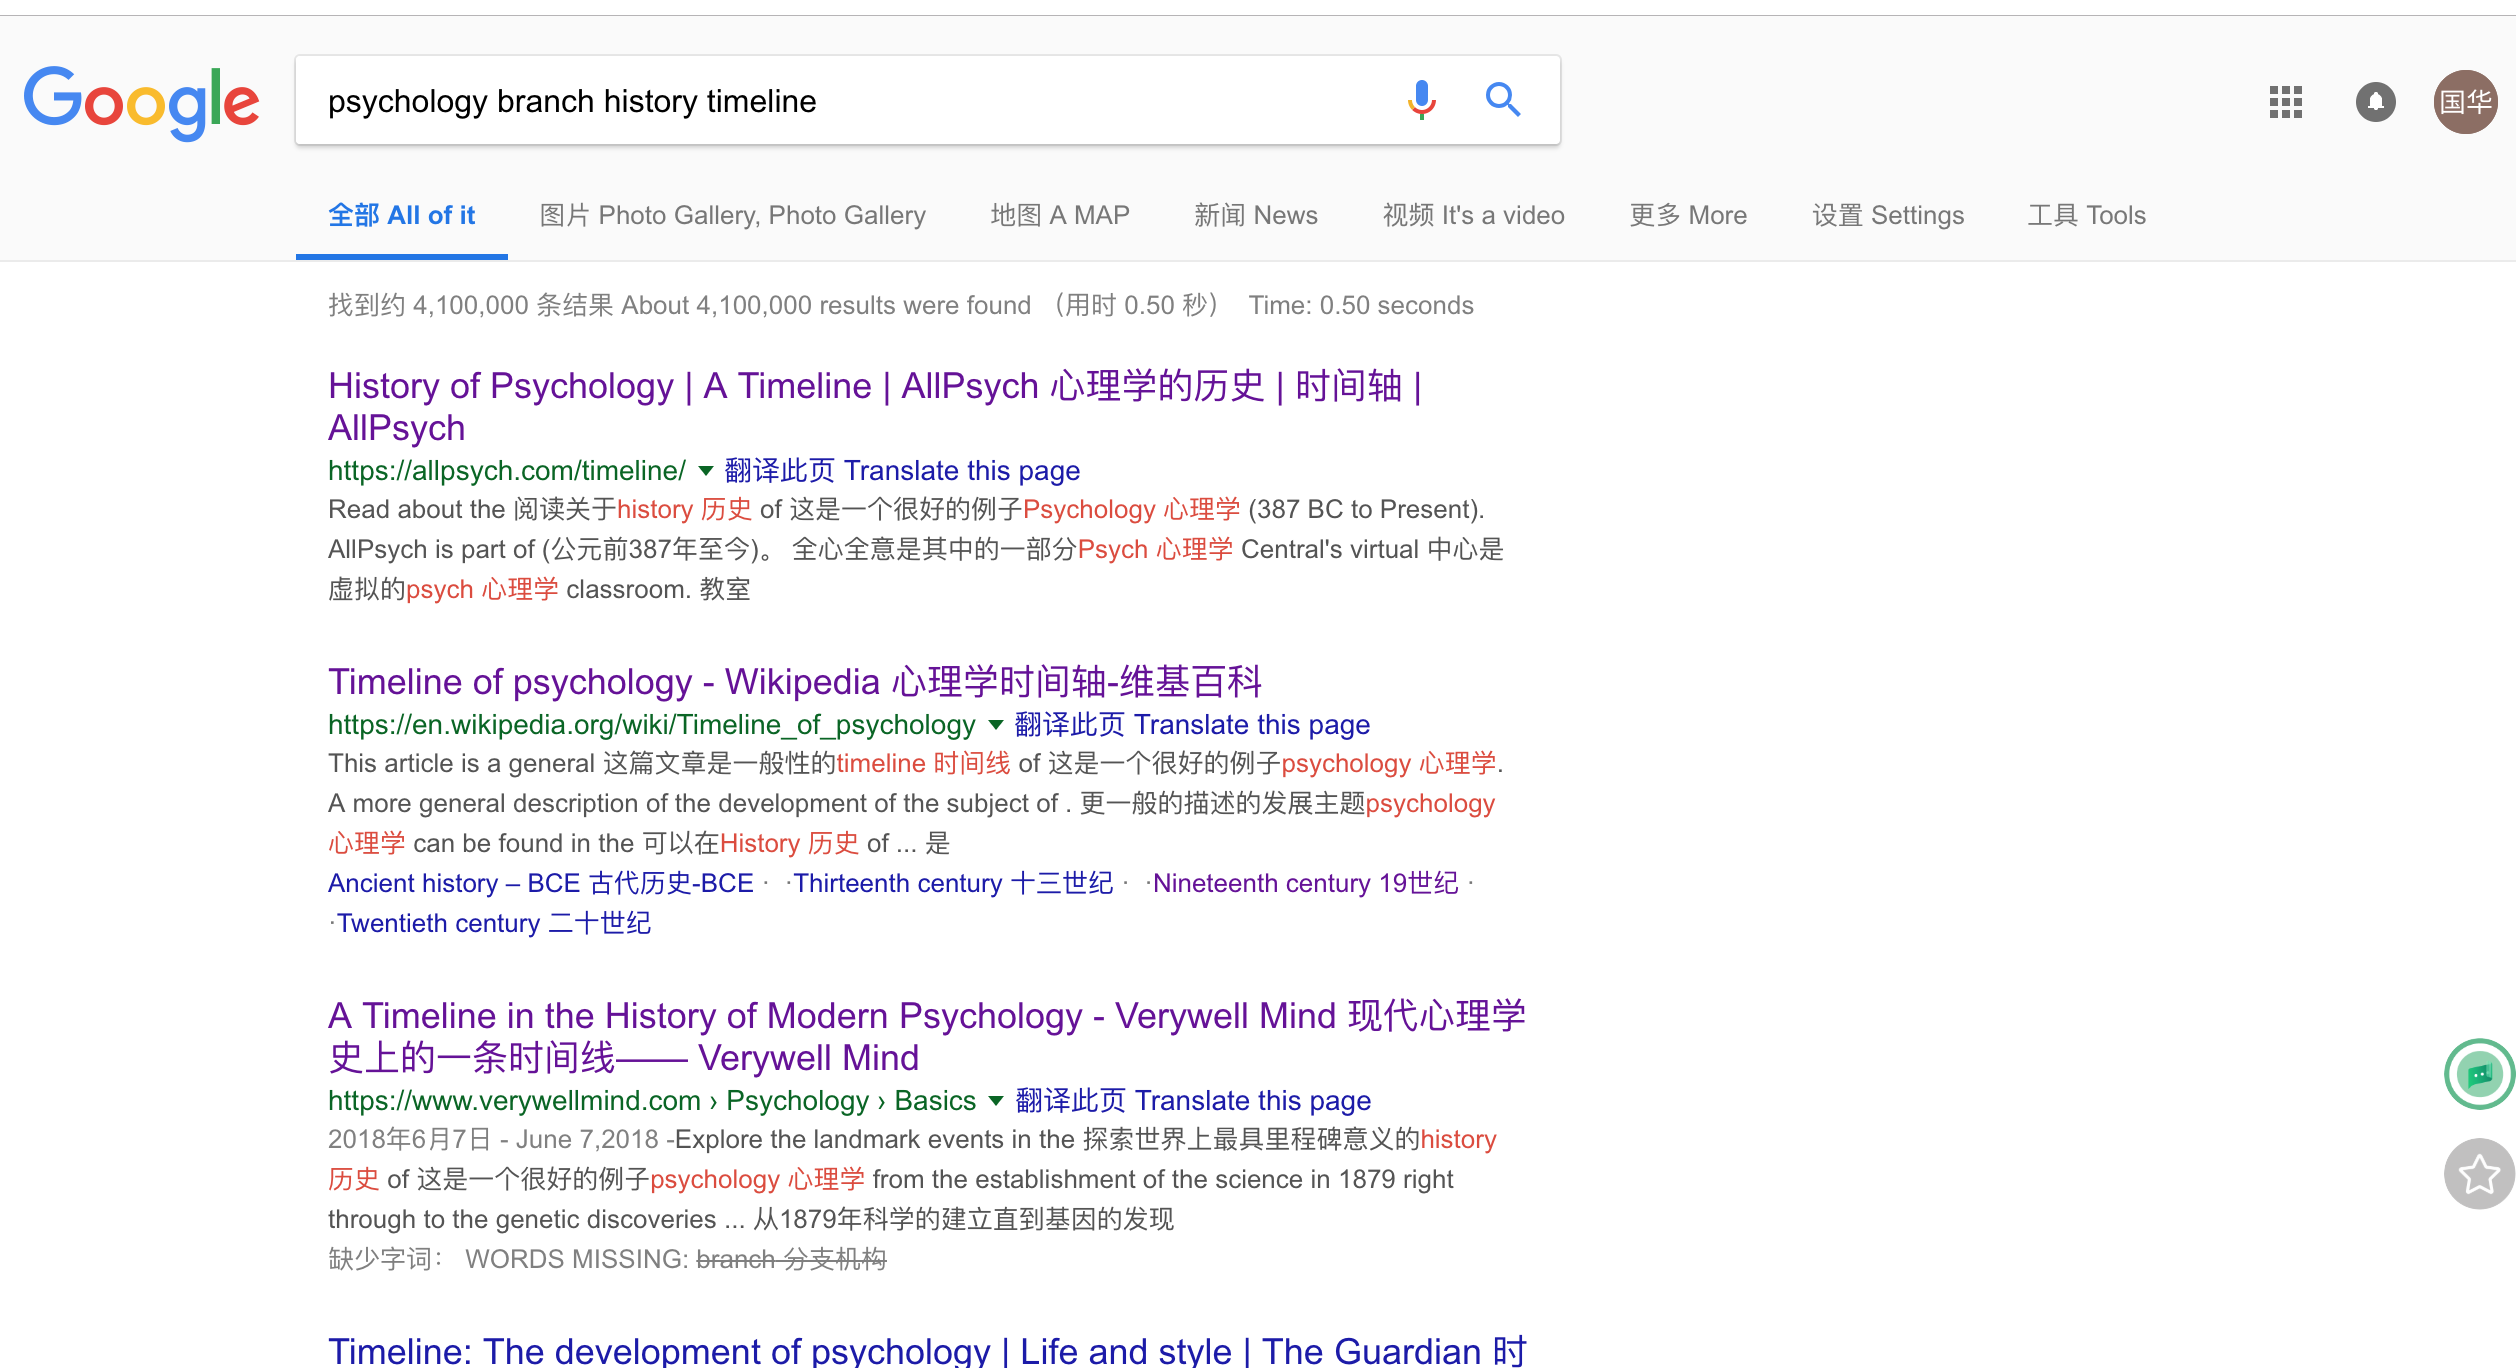 Google
psychology branch history timeline
国华
全部 All of it 图片 Photo Gallery, Photo Gallery 地图 A MAP 新闻 News 视频 It's a video 更多 More 设置 Settings 工具 Tools
找到约 4,100,000 条结果 About 4,100,000 results were found （用时 0.50 秒） Time: 0.50 seconds
History of Psychology | A Timeline | AllPsych 心理学的历史 | 时间轴 |
AllPsych
https://allpsych.com/timeline/ 翻译此页 Translate this page
Read about the 阅读关于history 历史 of 这是一个很好的例子Psychology 心理学 (387 BC to Present).
AllPsych is part of (公元前387年至今)。 全心全意是其中的一部分Psych 心理学 Central's virtual 中心是
虚拟的psych 心理学 classroom. 教室
Timeline of psychology - Wikipedia 心理学时间轴-维基百科
https://en.wikipedia.org/wiki/Timeline_of_psychology 翻译此页 Translate this page
This article is a general 这篇文章是一般性的timeline 时间线 of 这是一个很好的例子psychology 心理学.
A more general description of the development of the subject of . 更一般的描述的发展主题psychology
心理学 can be found in the 可以在History 历史 of ... 是
Ancient history – BCE 古代历史-BCE · ·Thirteenth century 十三世纪 · ·Nineteenth century 19世纪 ·
·Twentieth century 二十世纪
A Timeline in the History of Modern Psychology - Verywell Mind 现代心理学
史上的一条时间线—— Verywell Mind
https://www.verywellmind.com › Psychology › Basics 翻译此页 Translate this page
2018年6月7日 - June 7,2018 -Explore the landmark events in the 探索世界上最具里程碑意义的history
历史 of 这是一个很好的例子psychology 心理学 from the establishment of the science in 1879 right
through to the genetic discoveries ... 从1879年科学的建立直到基因的发现
缺少字词： WORDS MISSING: branch 分支机构
Timeline: The development of psychology | Life and style | The Guardian 时